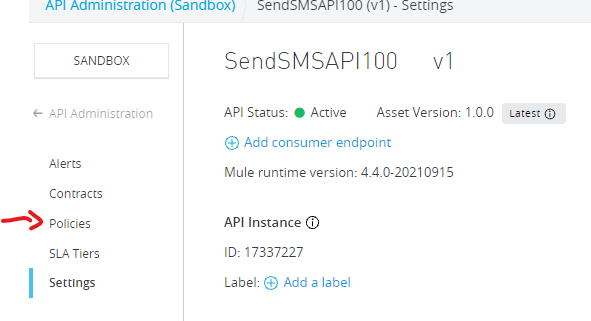 API Administration (Sandbox) SendSMSAPI100 (v1) - Settings
SANDBOX
← API Administration
Alerts
Contracts
Policies
SLA Tiers
Settings
SendSMSAPI100 v1
API Status: Active Asset Version: 1.0.0 Latest
Add consumer endpoint
Mule runtime version: 4.4.0-20210915
API Instance
ID: 17337227
Label: Add a label